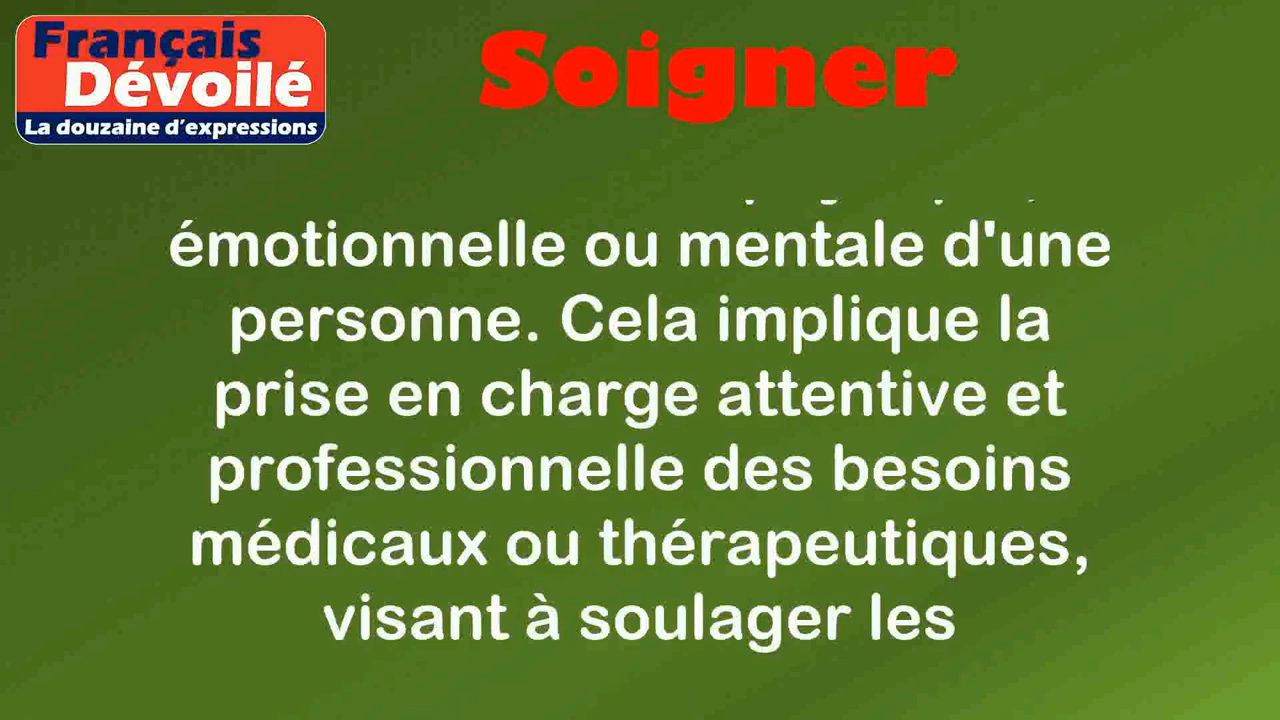 Français
Dévoilé
La douzaine d'expressions
Soigner
émotionnelle ou mentale d'une
personne. Cela implique la
prise en charge attentive et
professionnelle des besoins
médicaux ou thérapeutiques,
visant à soulager les